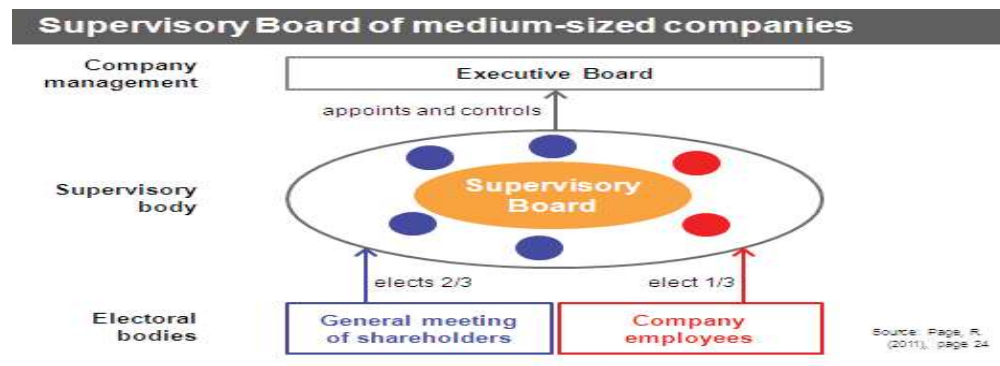 Supervisory Board of medium-sized companies
Company
management
Executive Board
appoints and controls
Supervisory
body
Supervisory
Board
elects 2/3
elect 1/3
Electoral
bodies
General meeting
of shareholders
Company
employees
Source: Page, R.
(2011), page 24